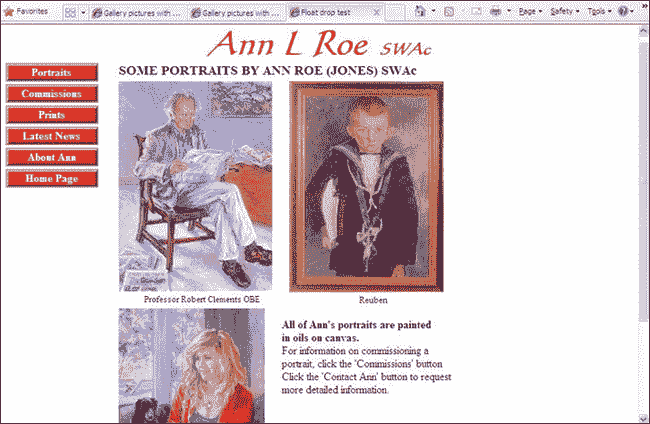 Favorites
Gallery pictures with ...
Gallery pictures with ...
Float drop test
Page
Safety
Tools
Ann L Roe SWAc
Portraits
Commissions
Prints
Latest News
About Ann
Home Page
SOME PORTRAITS BY ANN ROE (JONES) SWAc
Professor Robert Clements OBE
Reuben
All of Ann's portraits are painted
in oils on canvas.
For information on commissioning a
portrait, click the 'Commissions' button
Click the 'Contact Ann' button to request
more detailed information.